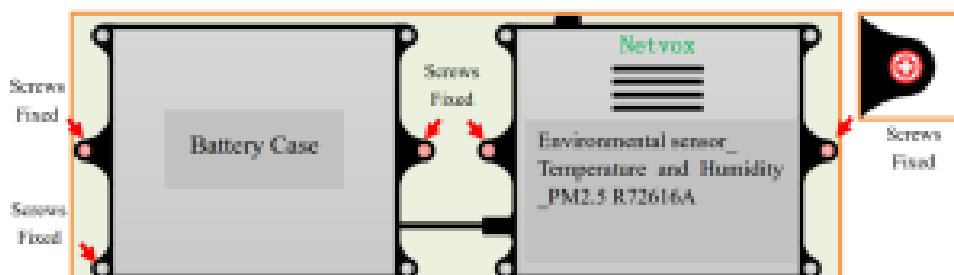 Screws
Fixed
Battery Case
Screws
Fixed
Screws
Fixed
Netvox
Environmental sensor_
Temperature and Humidity
_PM2.5 R72616A
Screws
Fixed